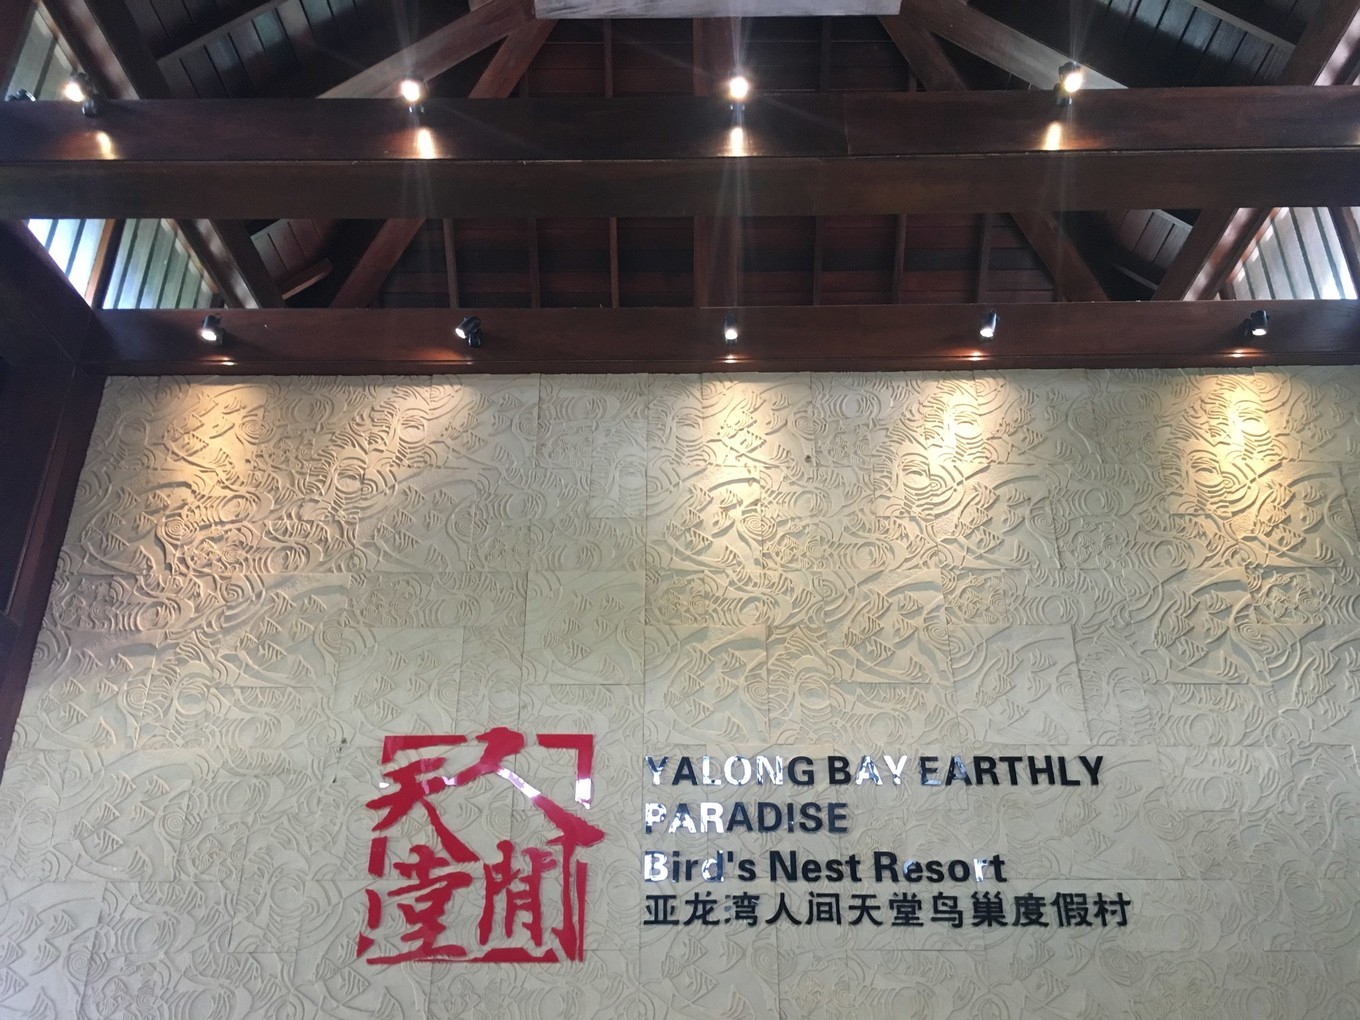 人間
天堂
YALONG BAY EARTHLY
PARADISE
Bird's Nest Resort
亚龙湾人间天堂鸟巢度假村